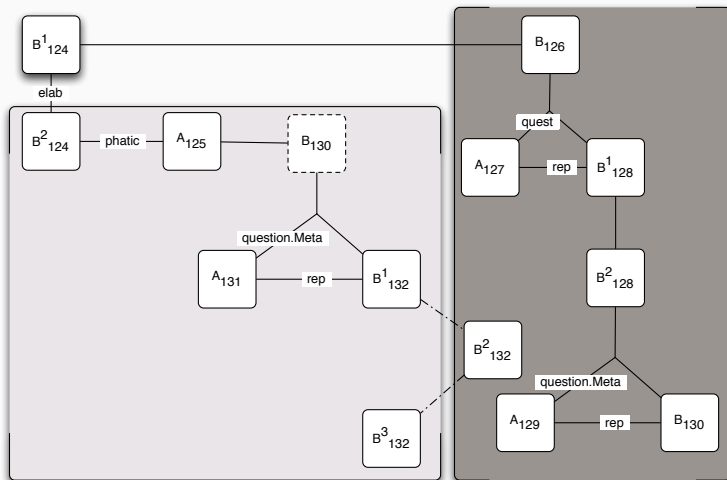 B¹₁₂₄
B₁₂₆
elab
B²₁₂₄
phatic
A₁₂₅
B₁₃₀
quest
A₁₂₇
rep
B¹₁₂₈
question.Meta
A₁₃₁
rep
B¹₁₃₂
B²₁₂₈
B²₁₃₂
question.Meta
A₁₂₉
rep
B₁₃₀
B³₁₃₂